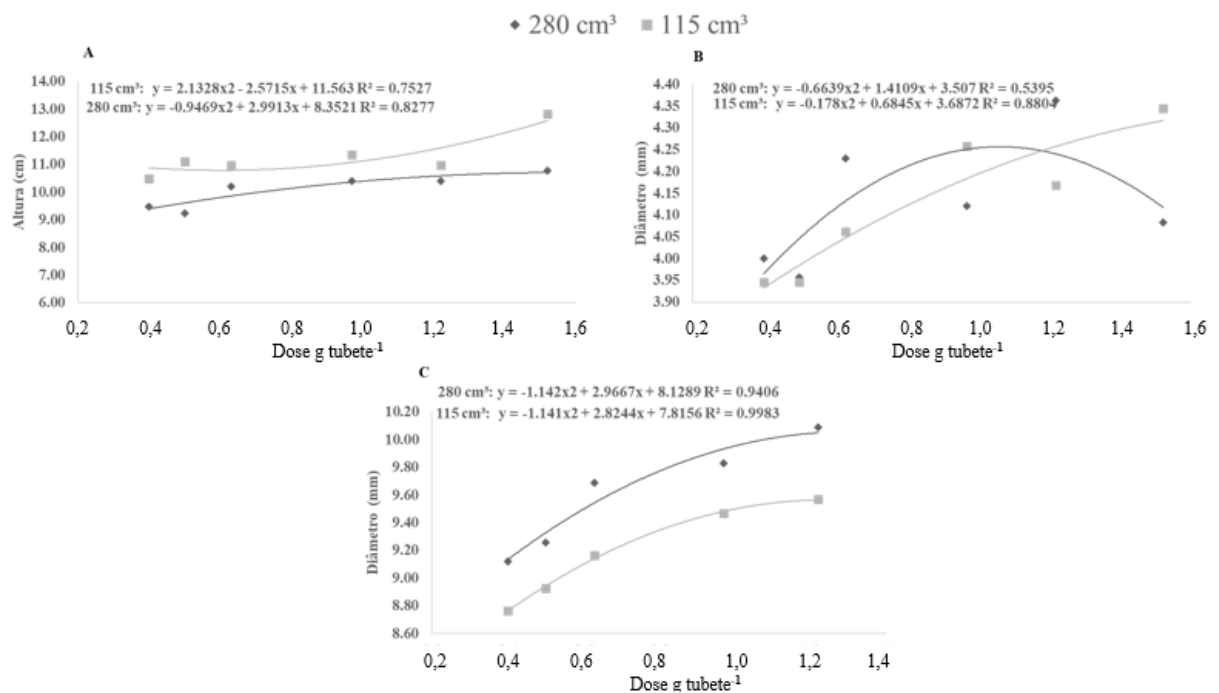 280 cm³ 115 cm³
A
115 cm³: y = 2.1328x2 - 2.5715x + 11.563 R² = 0.7527
280 cm³: y = -0.9469x2 + 2.9913x + 8.3521 R² = 0.8277
14.00
13.00
12.00
11.00
10.00
9.00
8.00
7.00
6.00
Altura (cm)
0,2 0,4 0,6 0,8 1,0 1,2 1,4 1,6
Dose g tubete-1
B
280 cm³: y = -0.6639x2 + 1.4109x + 3.507 R² = 0.5395
115 cm³: y = -0.178x2 + 0.6845x + 3.6872 R² = 0.8804
4.40
4.35
4.30
4.25
4.20
4.15
4.10
4.05
4.00
3.95
3.90
Diâmetro (mm)
0,2 0,4 0,6 0,8 1,0 1,2 1,4 1,6
Dose g tubete-1
C
280 cm³: y = -1.142x2 + 2.9667x + 8.1289 R² = 0.9406
115 cm³: y = -1.141x2 + 2.8244x + 7.8156 R² = 0.9983
10.20
10.00
9.80
9.60
9.40
9.20
9.00
8.80
8.60
Diâmetro (mm)
0,2 0,4 0,6 0,8 1,0 1,2 1,4
Dose g tubete-1